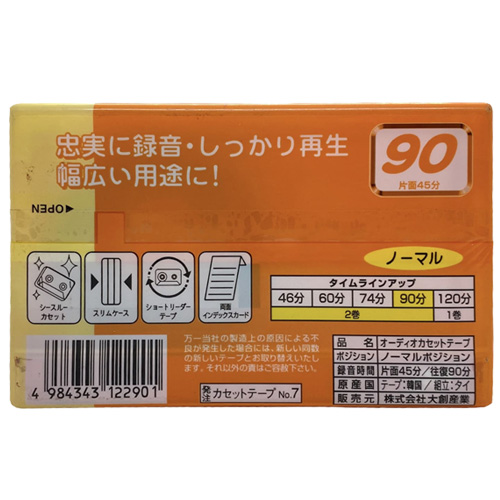 忠実に録音・しっかり再生
幅広い用途に!
90
片面45分
◀OPEN
シースルーカセット
スリムケース
ショートリーダーテープ
両面インデックスカード
ノーマル
タイムラインアップ
46分 60分 74分 90分 120分
2巻 1巻
万一当社の製造上の原因による不
良が発生した場合には、新しい同数
の新しいテープとお取り替えいたし
ます。それ以外の責はご容赦下さい。
品名 オーディオカセットテープ
ポジション ノーマルポジション
録音時間 片面45分/往復90分
原産国 テープ:韓国/組立:タイ
販売元 株式会社大創産業
4 984343 122901
発注 カセットテープ No.7